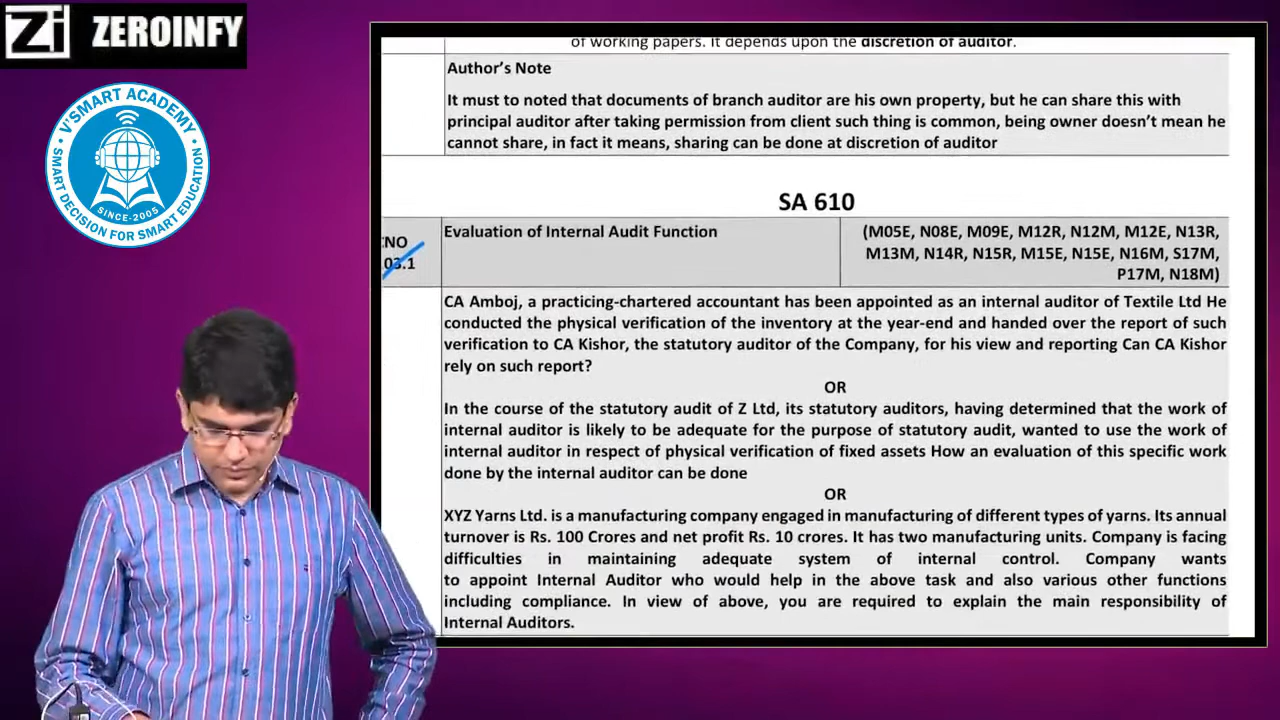 Zi ZEROINFY
V'SMART ACADEMY
SINCE-2005
SMART DECISION FOR SMART EDUCATION
of working papers. It depends upon the discretion of auditor.
Author's Note
It must to noted that documents of branch auditor are his own property, but he can share this with
principal auditor after taking permission from client such thing is common, being owner doesn't mean he
cannot share, in fact it means, sharing can be done at discretion of auditor
SA 610
NO
03.1
Evaluation of Internal Audit Function
(M05E, N08E, M09E, M12R, N12M, M12E, N13R,
M13M, N14R, N15R, M15E, N15E, N16M, S17M,
P17M, N18M)
CA Amboj, a practicing-chartered accountant has been appointed as an internal auditor of Textile Ltd He
conducted the physical verification of the inventory at the year-end and handed over the report of such
verification to CA Kishor, the statutory auditor of the Company, for his view and reporting Can CA Kishor
rely on such report?
OR
In the course of the statutory audit of Z Ltd, its statutory auditors, having determined that the work of
internal auditor is likely to be adequate for the purpose of statutory audit, wanted to use the work of
internal auditor in respect of physical verification of fixed assets How an evaluation of this specific work
done by the internal auditor can be done
OR
XYZ Yarns Ltd. is a manufacturing company engaged in manufacturing of different types of yarns. Its annual
turnover is Rs. 100 Crores and net profit Rs. 10 crores. It has two manufacturing units. Company is facing
difficulties in maintaining adequate system of internal control. Company wants
to appoint Internal Auditor who would help in the above task and also various other functions
including compliance. In view of above, you are required to explain the main responsibility of
Internal Auditors.